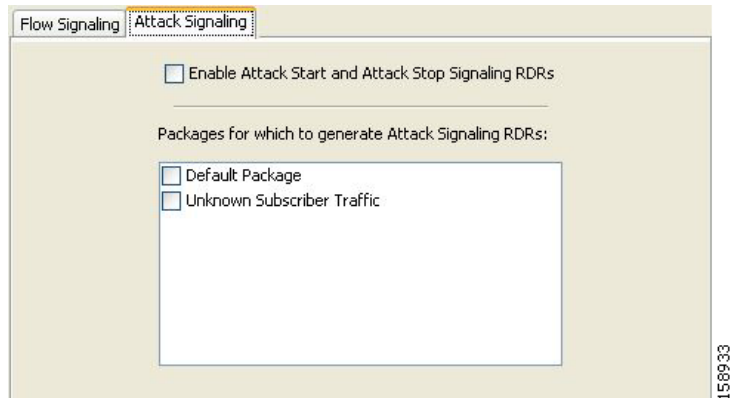 Flow Signaling Attack Signaling
Enable Attack Start and Attack Stop Signaling RDRs
Packages for which to generate Attack Signaling RDRs:
Default Package
Unknown Subscriber Traffic
158933